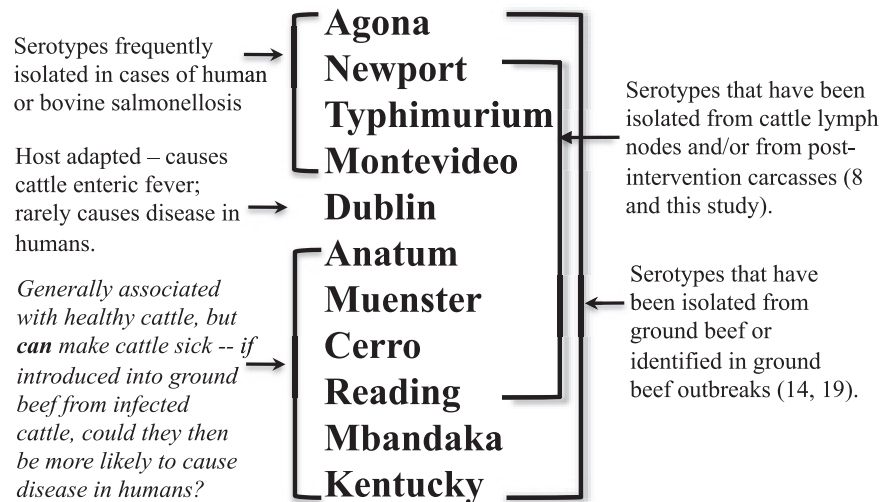 Serotypes frequently
isolated in cases of human
or bovine salmonellosis
Host adapted – causes
cattle enteric fever;
rarely causes disease in
humans.
Generally associated
with healthy cattle, but
can make cattle sick -- if
introduced into ground
beef from infected
cattle, could they then
be more likely to cause
disease in humans?
Agona
Newport
Typhimurium
Montevideo
Dublin
Anatum
Muenster
Cerro
Reading
Mbandaka
Kentucky
Serotypes that have been
isolated from cattle lymph
nodes and/or from post-
intervention carcasses (8
and this study).
Serotypes that have
been isolated from
ground beef or
identified in ground
beef outbreaks (14, 19).